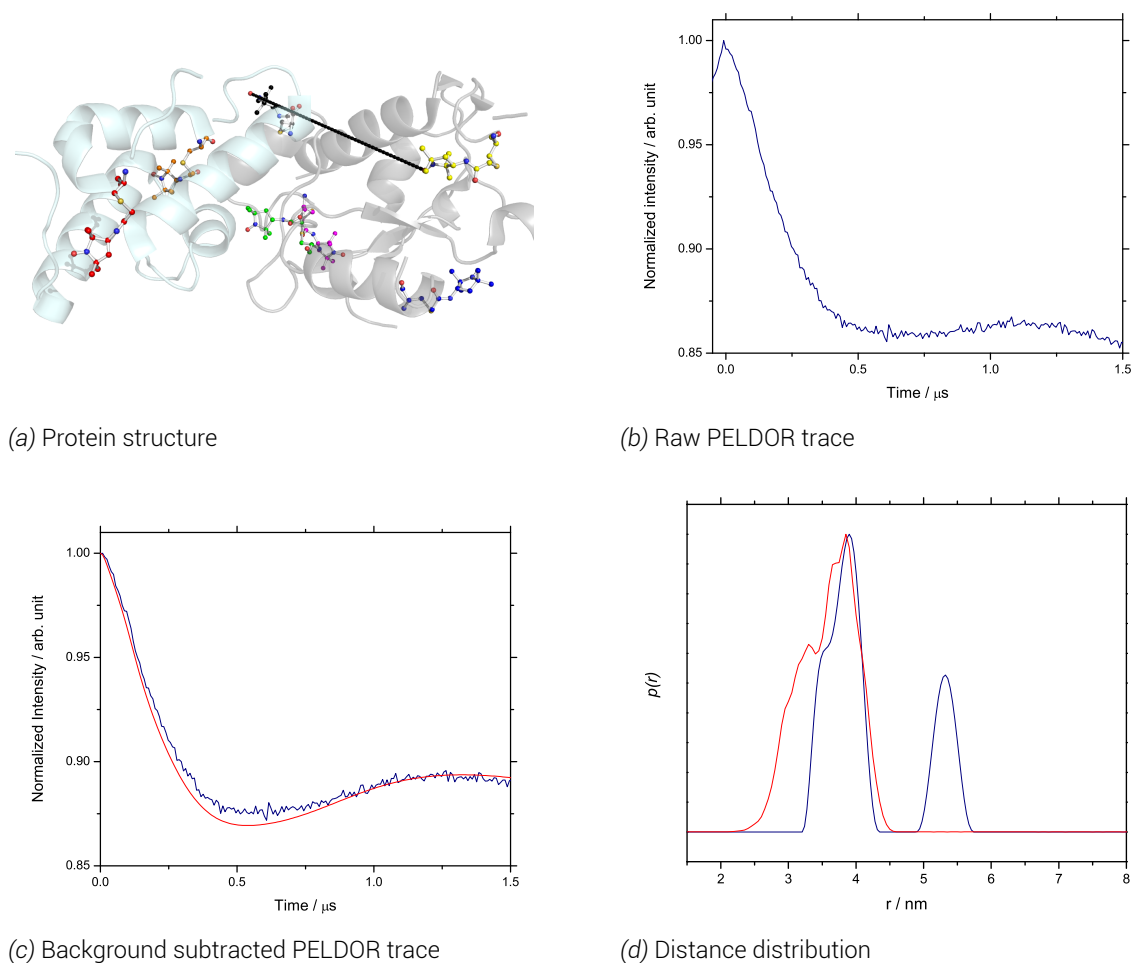 1.00
0.95
0.90
0.85
Normalized intensity / arb. unit
0.0
0.5
1.0
1.5
Time / μs
(a) Protein structure
(b) Raw PELDOR trace
1.00
0.95
0.90
0.85
Normalized Intensity / arb. unit
0.0
0.5
1.0
1.5
Time / μs
p(r)
2
3
4
5
6
7
8
r / nm
(c) Background subtracted PELDOR trace
(d) Distance distribution